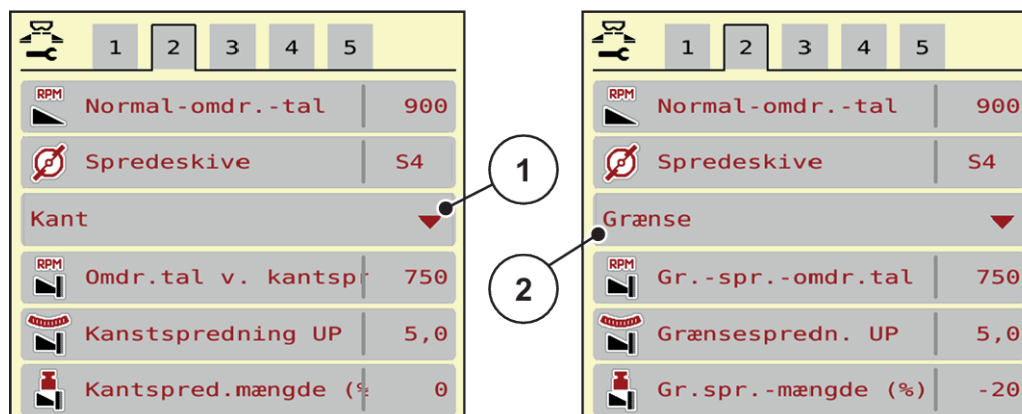 1 2 3 4 5
RPM Normal-omdr.-tal 900
Spredeskive S4
Kant
RPM Omdr.tal v. kantspr 750
Kanstspredning UP 5,0
Kantspred.mængde (% 0
1
2
1 2 3 4 5
RPM Normal-omdr.-tal 900
Spredeskive S4
Grænse
RPM Gr.-spr.-omdr.tal 750
Grænsespredn. UP 5,0
Gr.spr.-mængde (%) -20